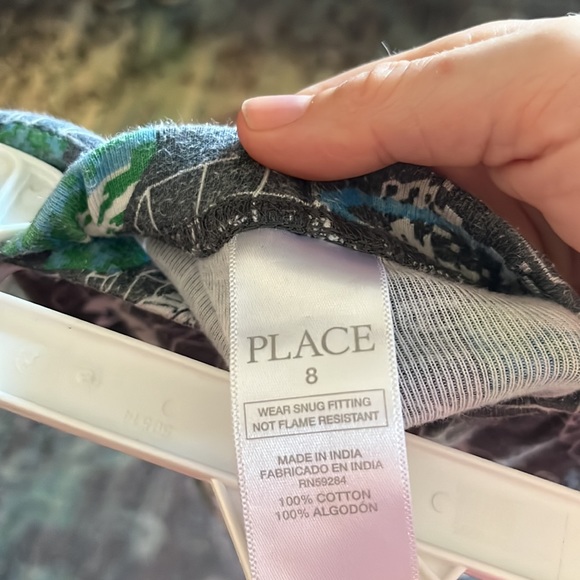 PLACE
8
WEAR SNUG FITTING
NOT FLAME RESISTANT
MADE IN INDIA
FABRICADO EN INDIA
RN59284
100% COTTON
100% ALGODÓN